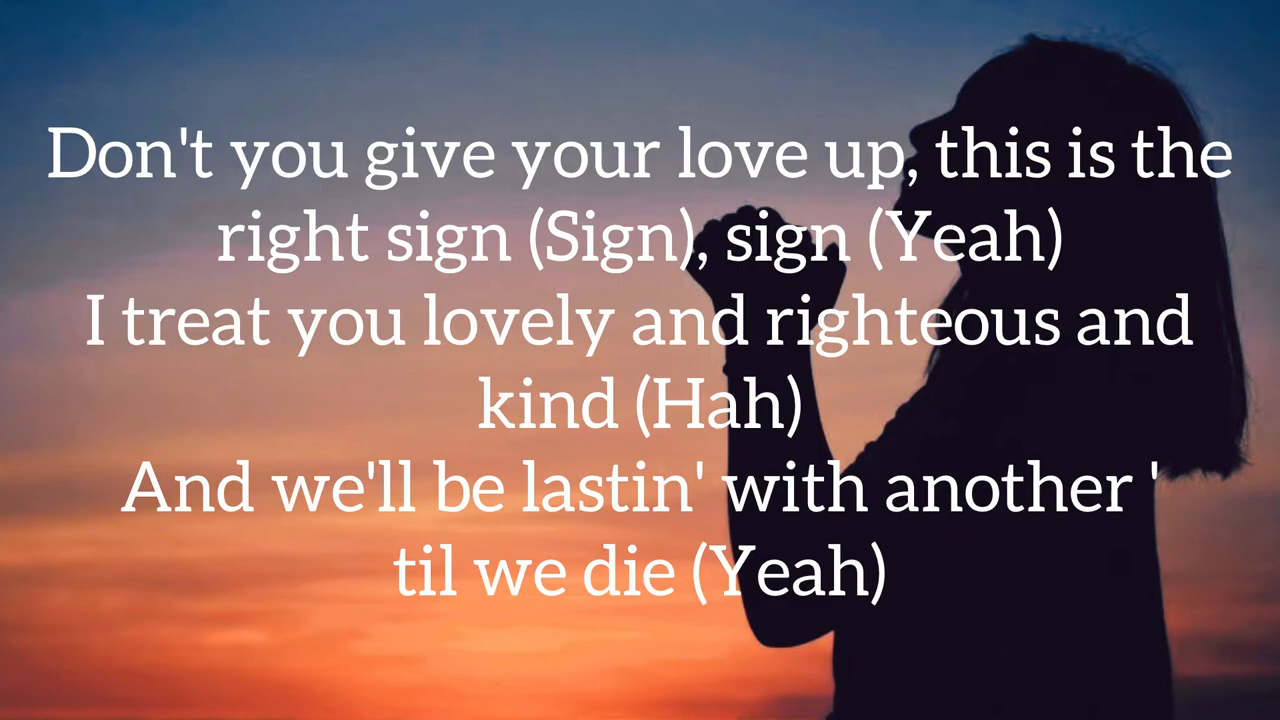 Don't you give your love up, this is the
right sign (Sign), sign (Yeah)
I treat you lovely and righteous and
kind (Hah)
And we'll be lastin' with another '
til we die (Yeah)